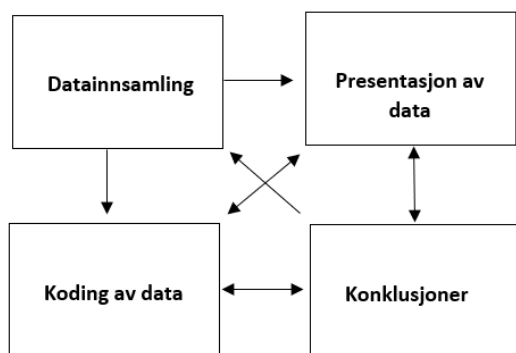 Datainnsamling
Presentasjon av
data
Koding av data
Konklusjoner